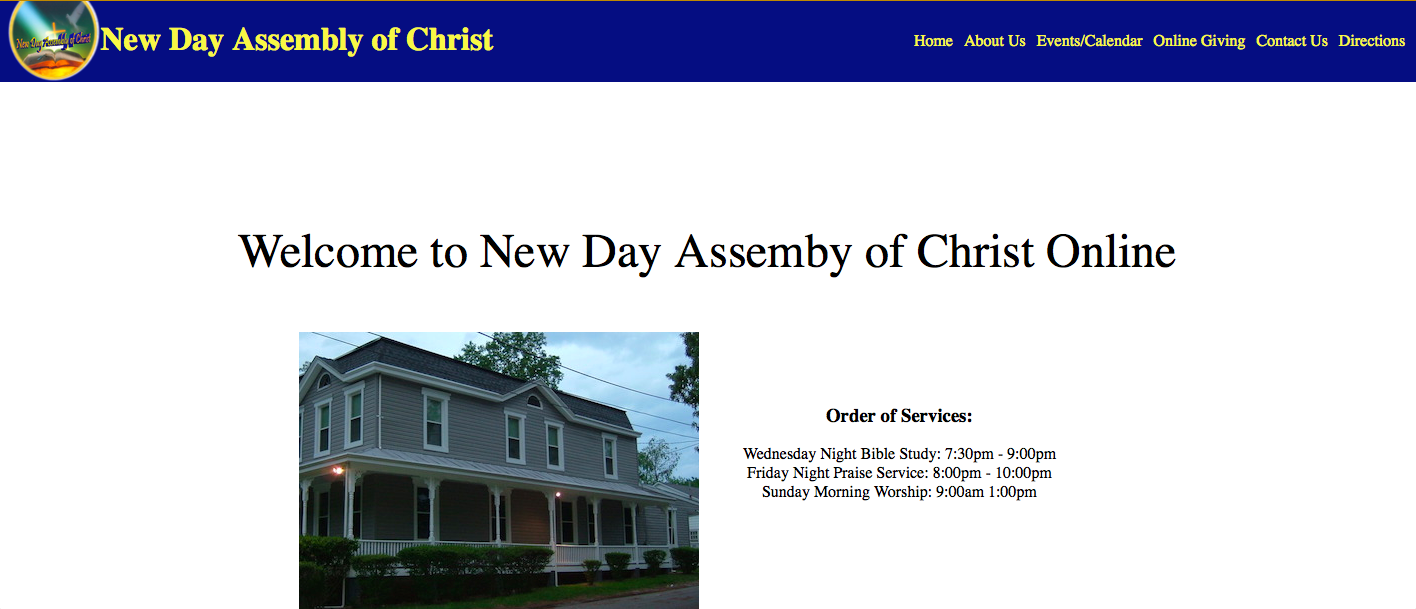 New Day Assembly of Christ
New Day Assembly of Christ
Home About Us Events/Calendar Online Giving Contact Us Directions
Welcome to New Day Assemby of Christ Online
Order of Services:
Wednesday Night Bible Study: 7:30pm - 9:00pm
Friday Night Praise Service: 8:00pm - 10:00pm
Sunday Morning Worship: 9:00am 1:00pm